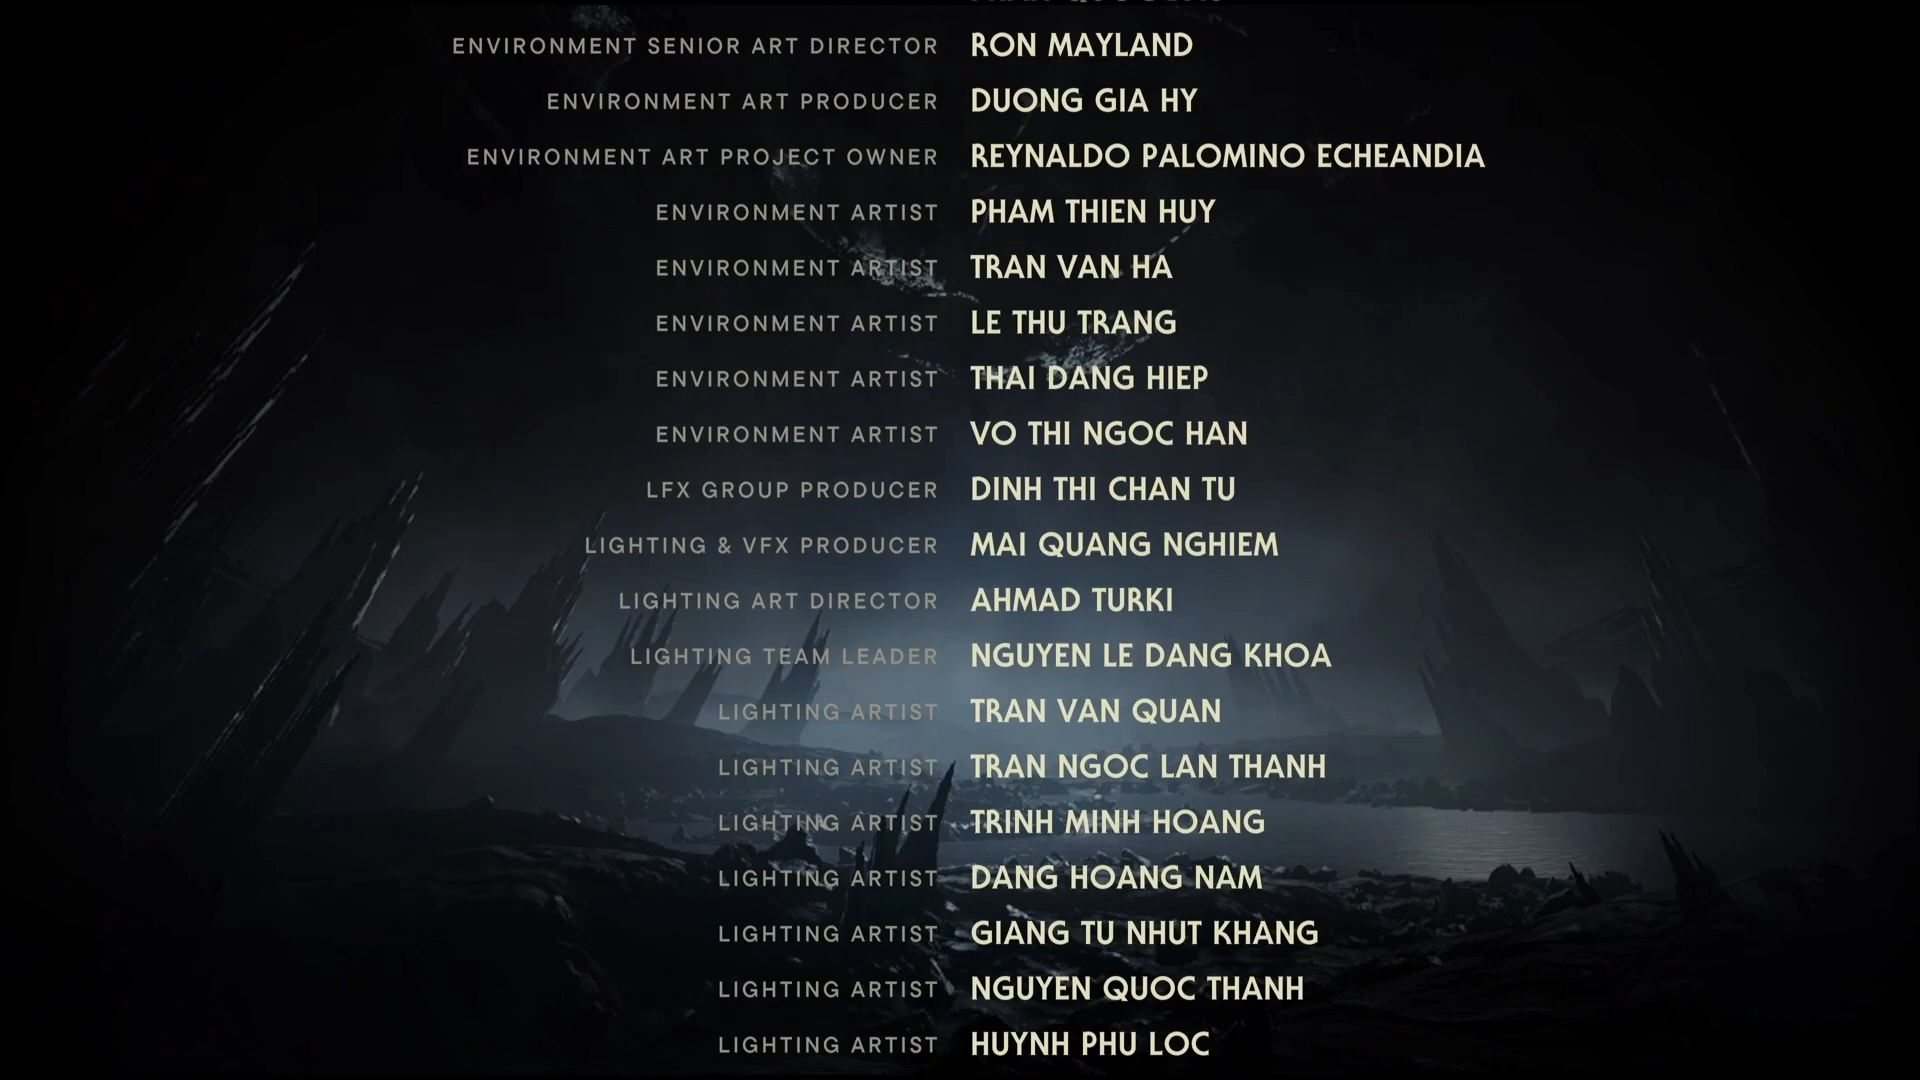 ENVIRONMENT SENIOR ART DIRECTOR RON MAYLAND
ENVIRONMENT ART PRODUCER DUONG GIA HY
ENVIRONMENT ART PROJECT OWNER REYNALDO PALOMINO ECHEANDIA
ENVIRONMENT ARTIST PHAM THIEN HUY
ENVIRONMENT ARTIST TRAN VAN HA
ENVIRONMENT ARTIST LE THU TRANG
ENVIRONMENT ARTIST THAI DANG HIEP
ENVIRONMENT ARTIST VO THI NGOC HAN
LFX GROUP PRODUCER DINH THI CHAN TU
LIGHTING & VFX PRODUCER MAI QUANG NGHIEM
LIGHTING ART DIRECTOR AHMAD TURKI
LIGHTING TEAM LEADER NGUYEN LE DANG KHOA
LIGHTING ARTIST TRAN VAN QUAN
LIGHTING ARTIST TRAN NGOC LAN THANH
LIGHTING ARTIST TRINH MINH HOANG
LIGHTING ARTIST DANG HOANG NAM
LIGHTING ARTIST GIANG TU NHUT KHANG
LIGHTING ARTIST NGUYEN QUOC THANH
LIGHTING ARTIST HUYNH PHU LOC